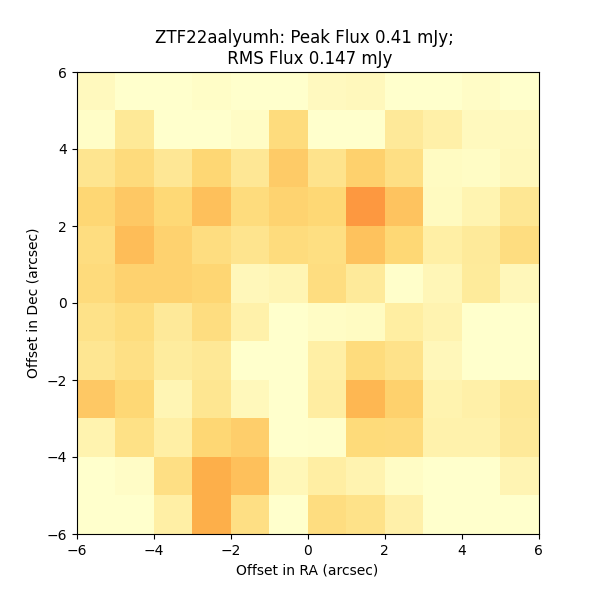 ZTF22aalyumh: Peak Flux 0.41 mJy;
RMS Flux 0.147 mJy
6
4
2
0
−2
−4
−6
Offset in Dec (arcsec)
−6 −4 −2 0 2 4 6
Offset in RA (arcsec)